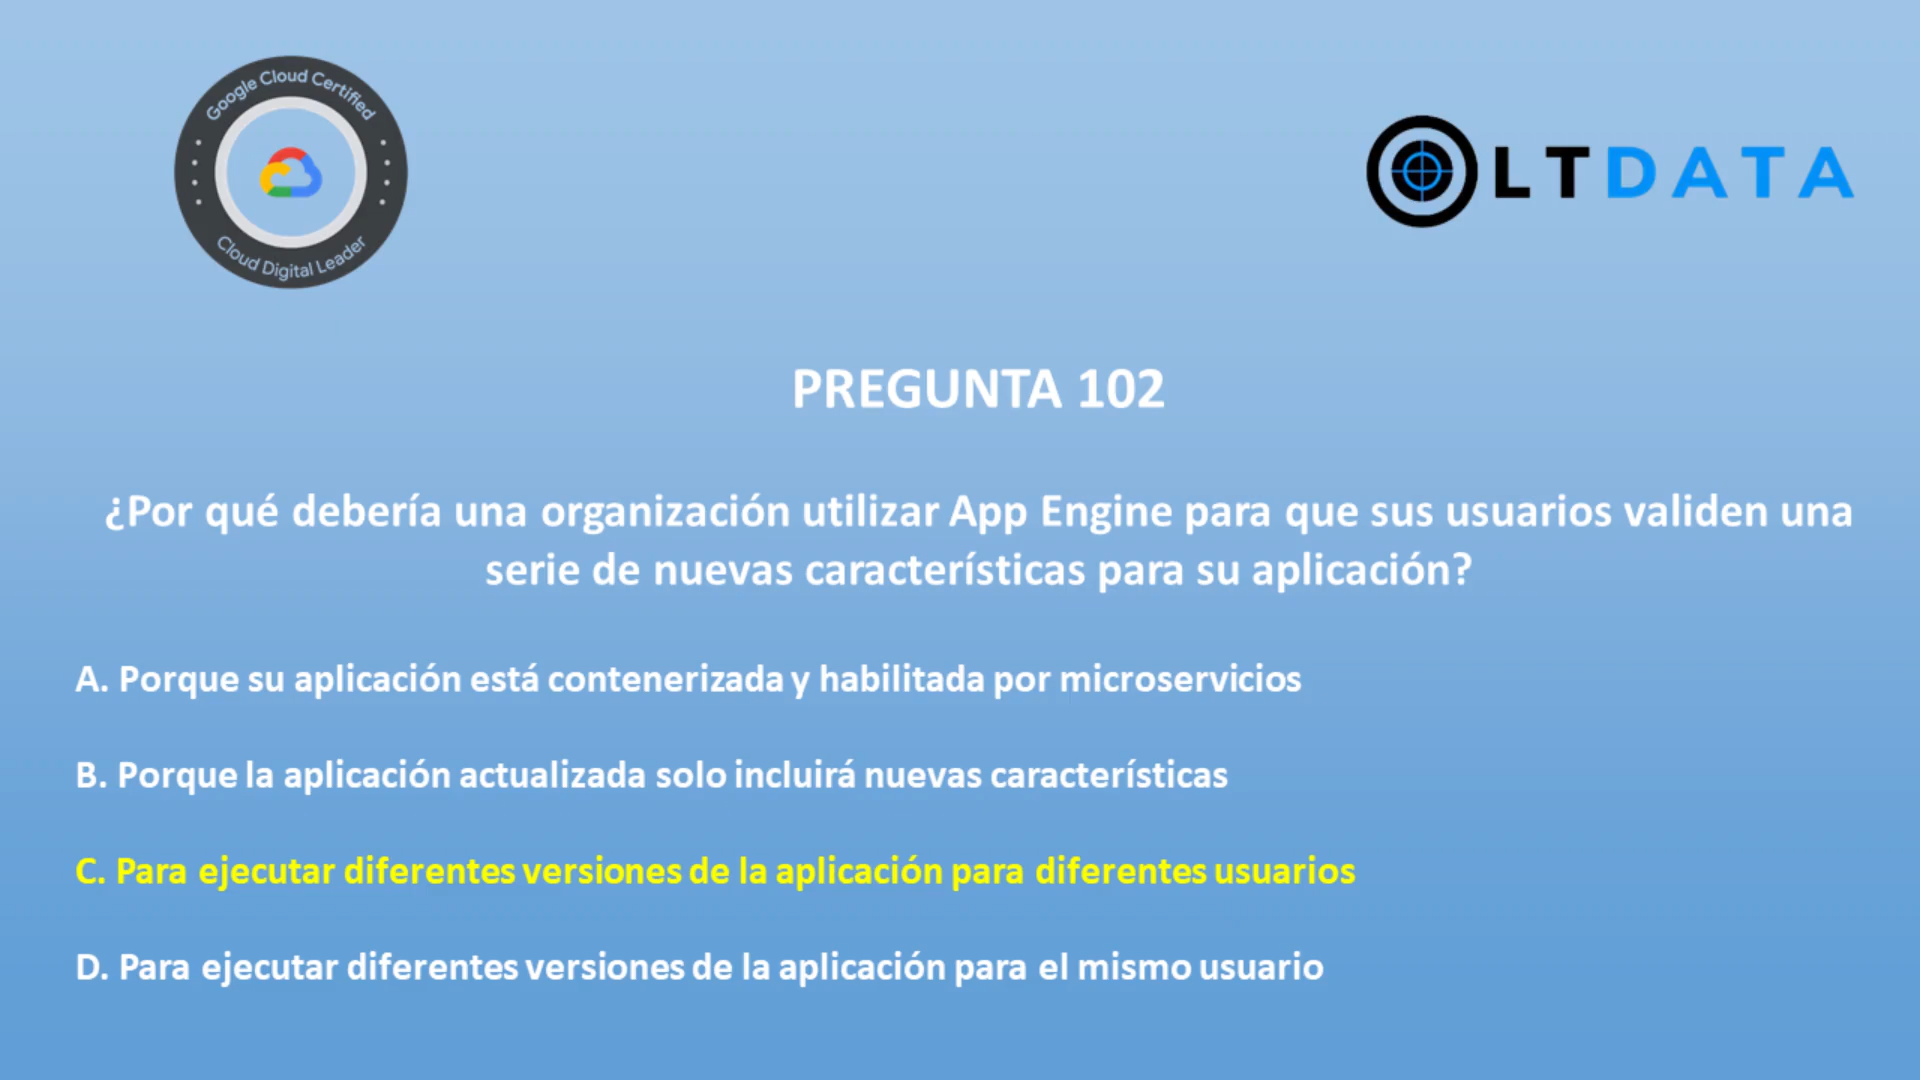 Google Cloud Certified
Cloud Digital Leader
LTDATA
PREGUNTA 102
¿Por qué debería una organización utilizar App Engine para que sus usuarios validen una
serie de nuevas características para su aplicación?
A. Porque su aplicación está contenerizada y habilitada por microservicios
B. Porque la aplicación actualizada solo incluirá nuevas características
C. Para ejecutar diferentes versiones de la aplicación para diferentes usuarios
D. Para ejecutar diferentes versiones de la aplicación para el mismo usuario